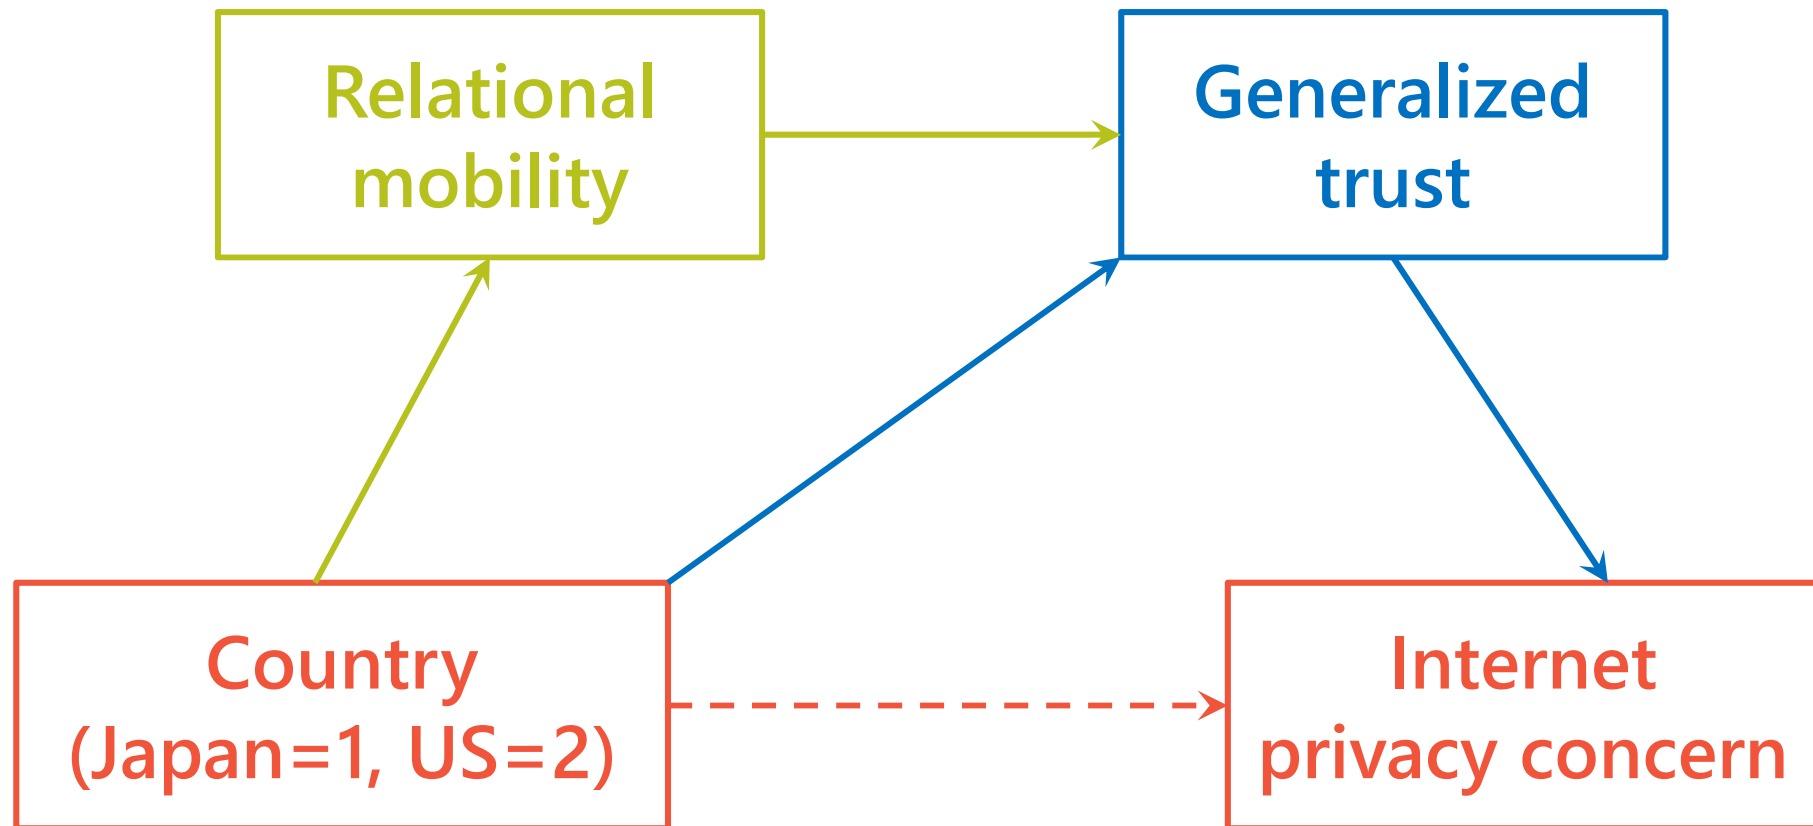 Relational
mobility
Generalized
trust
Country
(Japan=1, US=2)
Internet
privacy concern